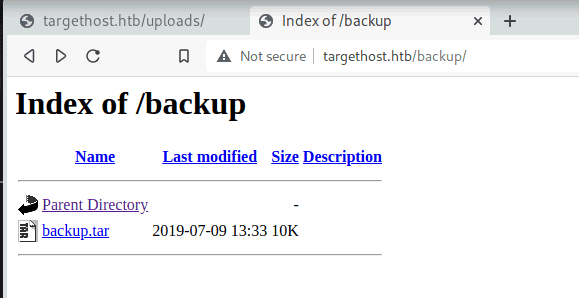 targethost.htb/uploads/ Index of /backup
Not secure targethost.htb/backup/
Index of /backup
Name Last modified Size Description
Parent Directory -
TAR backup.tar 2019-07-09 13:33 10K